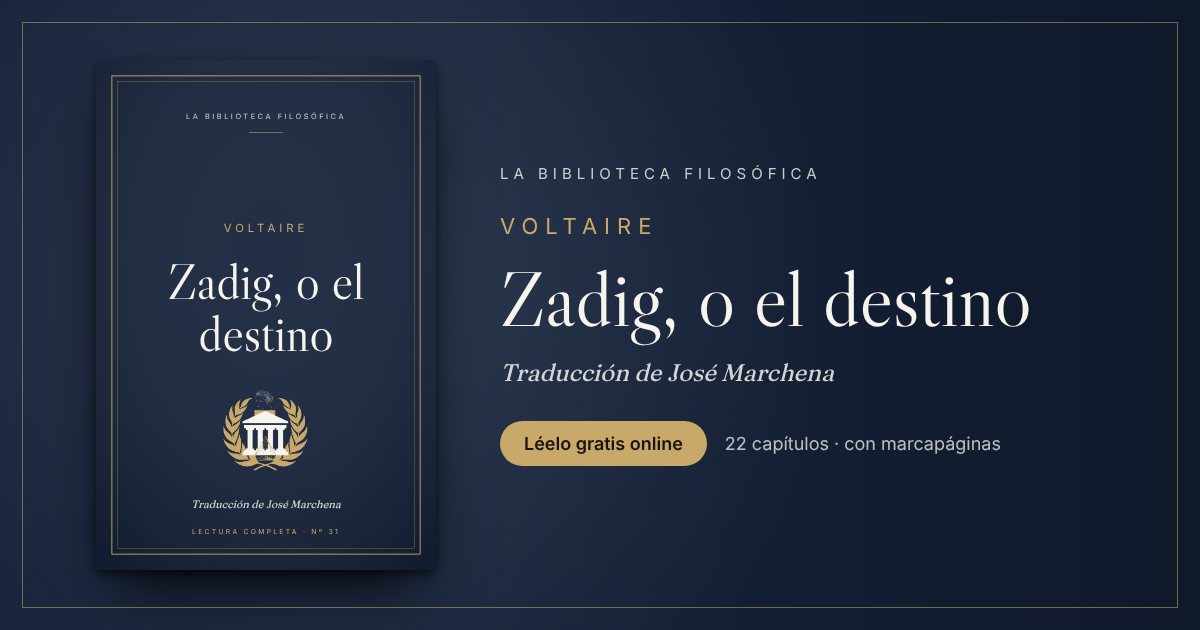 LA BIBLIOTECA FILOSÓFICA
VOLTAIRE
Zadig, o el
destino
Traducción de José Marchena
LECTURA COMPLETA · Nº 31
LA BIBLIOTECA FILOSÓFICA
VOLTAIRE
Zadig, o el destino
Traducción de José Marchena
Léelo gratis online
22 capítulos · con marcapáginas